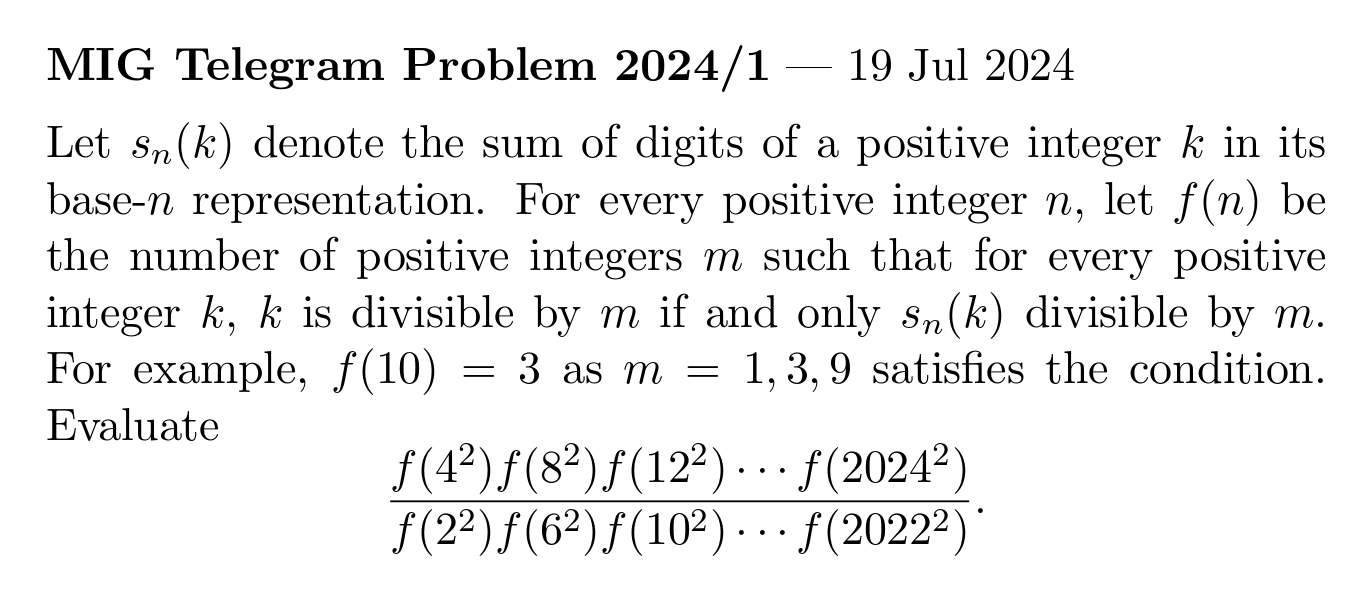 MIG Telegram Problem 2024/1 — 19 Jul 2024
Let $s_n(k)$ denote the sum of digits of a positive integer $k$ in its
base-$n$ representation. For every positive integer $n$, let $f(n)$ be
the number of positive integers $m$ such that for every positive
integer $k$, $k$ is divisible by $m$ if and only $s_n(k)$ divisible by $m$.
For example, $f(10) = 3$ as $m = 1, 3, 9$ satisfies the condition.
Evaluate
$$\frac{f(4^2)f(8^2)f(12^2)\cdots f(2024^2)}{f(2^2)f(6^2)f(10^2)\cdots f(2022^2)}.$$